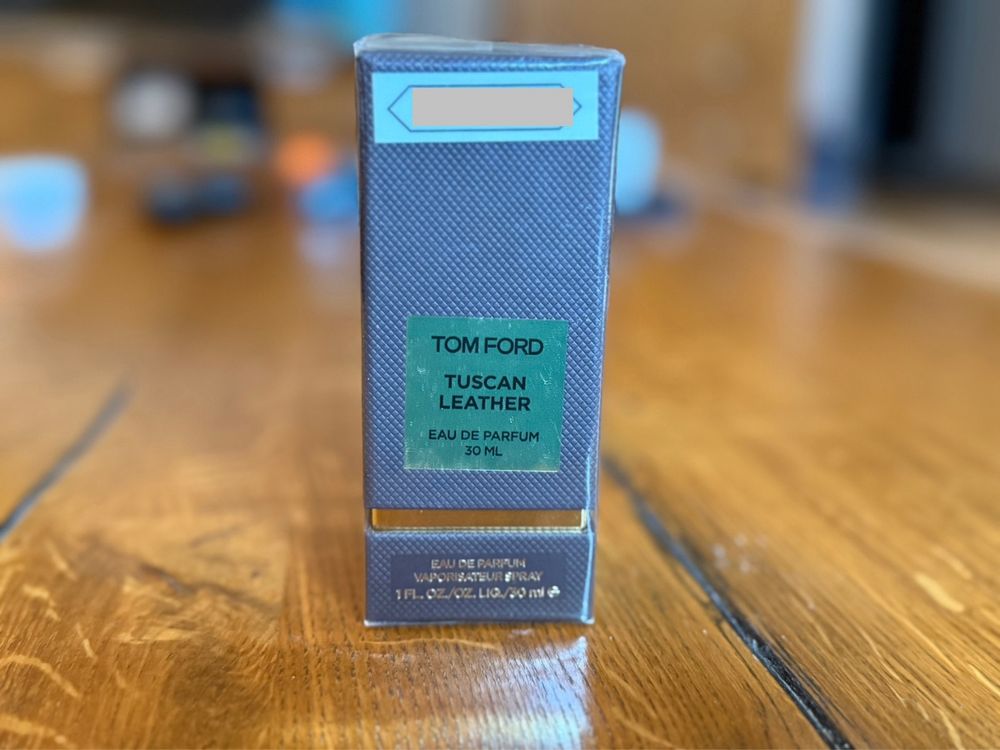 TOM FORD
TUSCAN
LEATHER
EAU DE PARFUM
30 ML
EAU DE PARFUM
VAPORISATEUR SPRAY
1 FL. OZ./OZ. LIQ./30 ml ℮